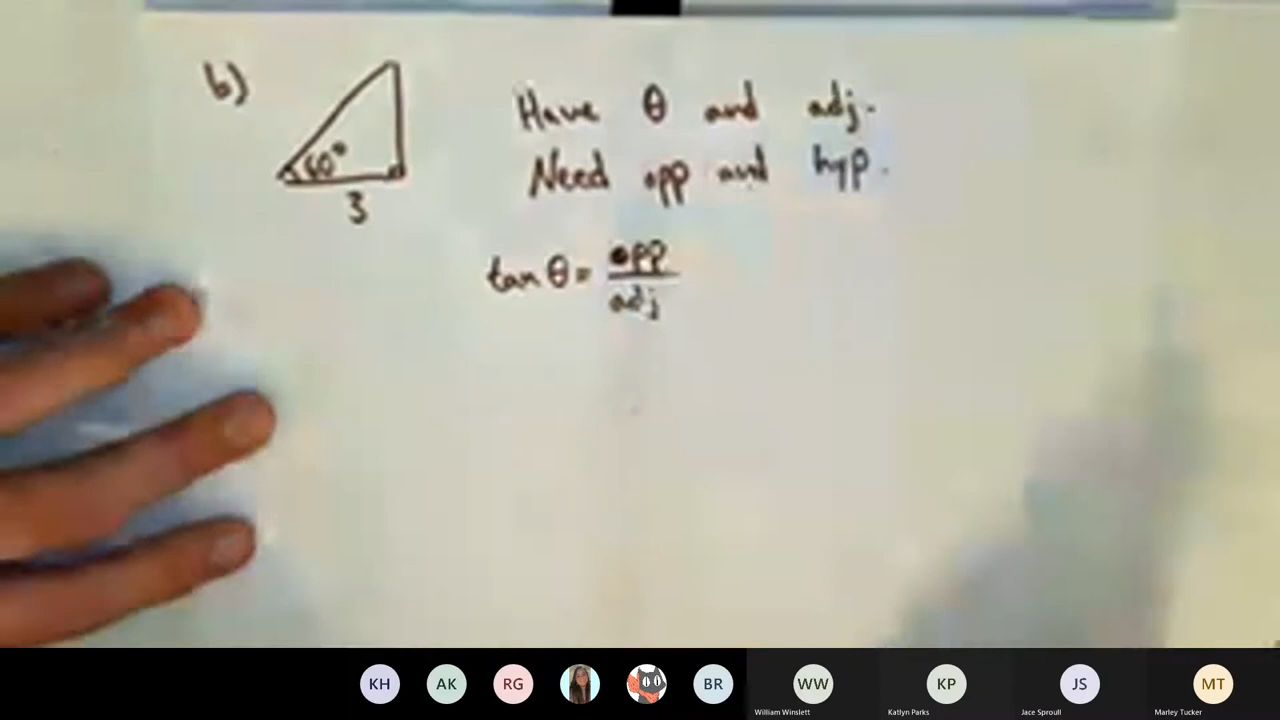 b)
60°
3
Have θ and adj.
Need opp and hyp.
tan θ = opp
adj
KH AK RG BR WW KP JS MT
William Winslett Katlyn Parks Jace Sproull Marley Tucker